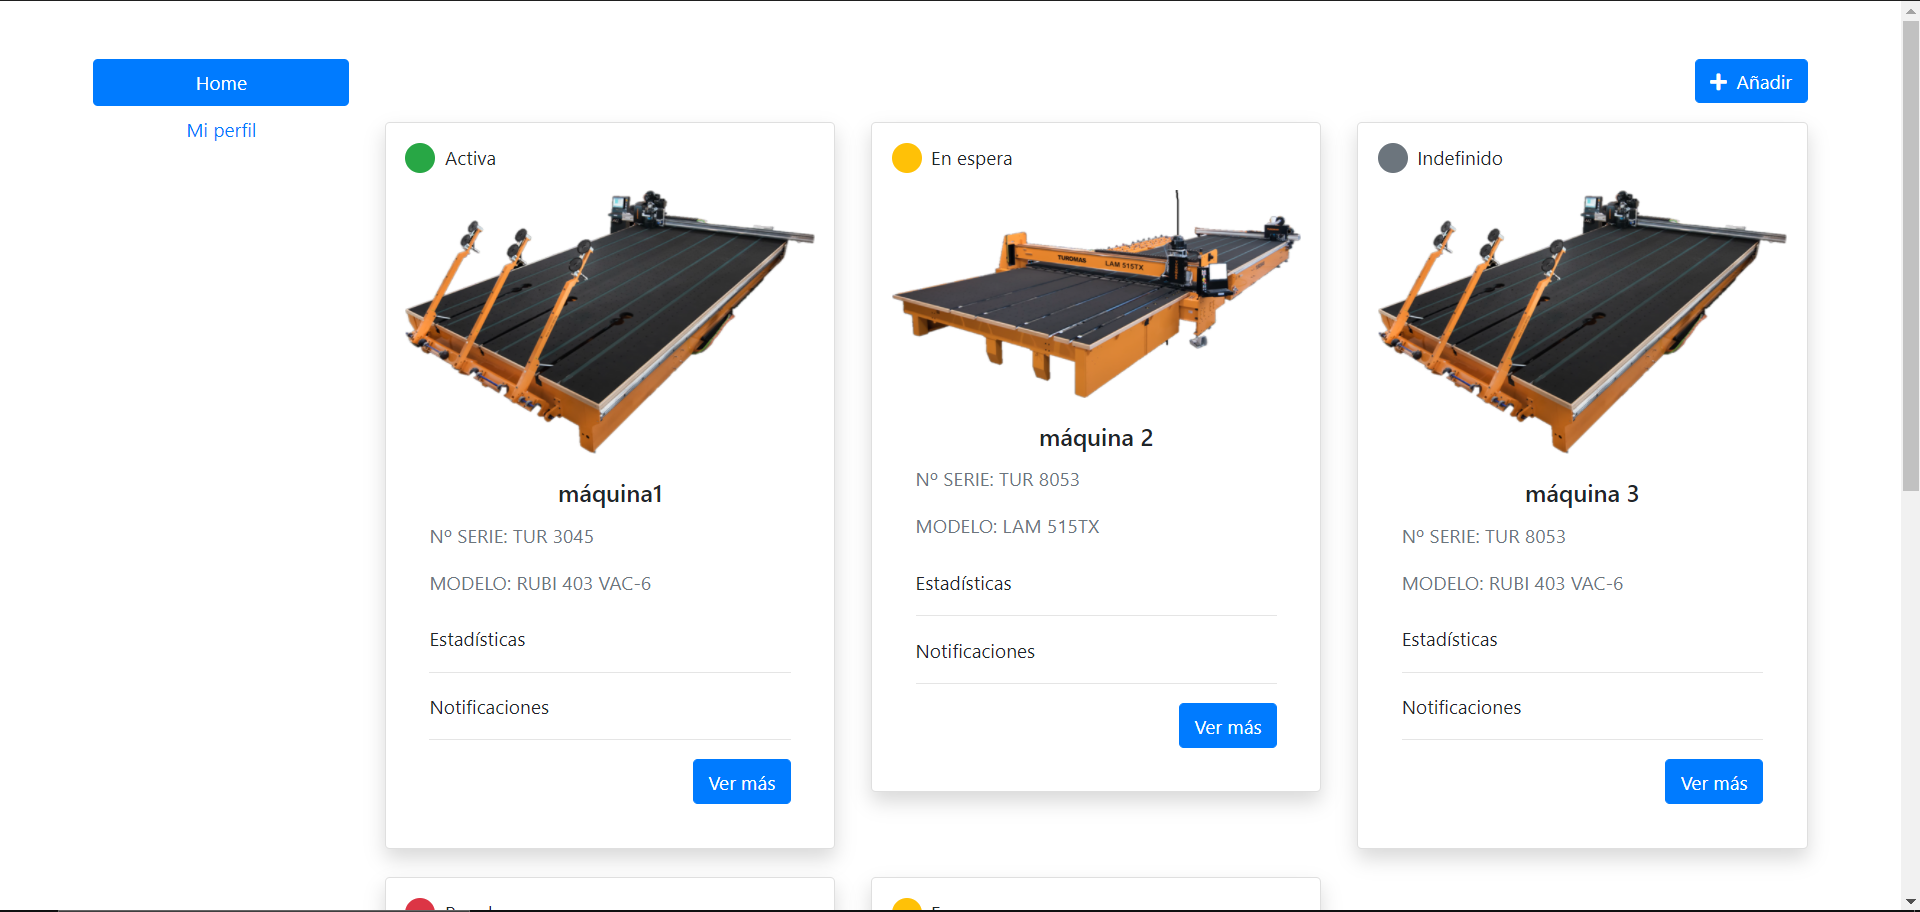 Home
Mi perfil
Añadir
Activa
máquina1
Nº SERIE: TUR 3045
MODELO: RUBI 403 VAC-6
Estadísticas
Notificaciones
Ver más
En espera
TUROMAS LAM 515TX
máquina 2
Nº SERIE: TUR 8053
MODELO: LAM 515TX
Estadísticas
Notificaciones
Ver más
Indefinido
máquina 3
Nº SERIE: TUR 8053
MODELO: RUBI 403 VAC-6
Estadísticas
Notificaciones
Ver más